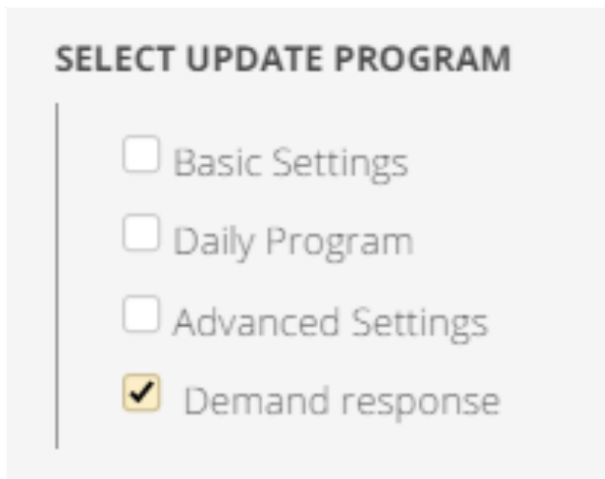 SELECT UPDATE PROGRAM
Basic Settings
Daily Program
Advanced Settings
Demand response